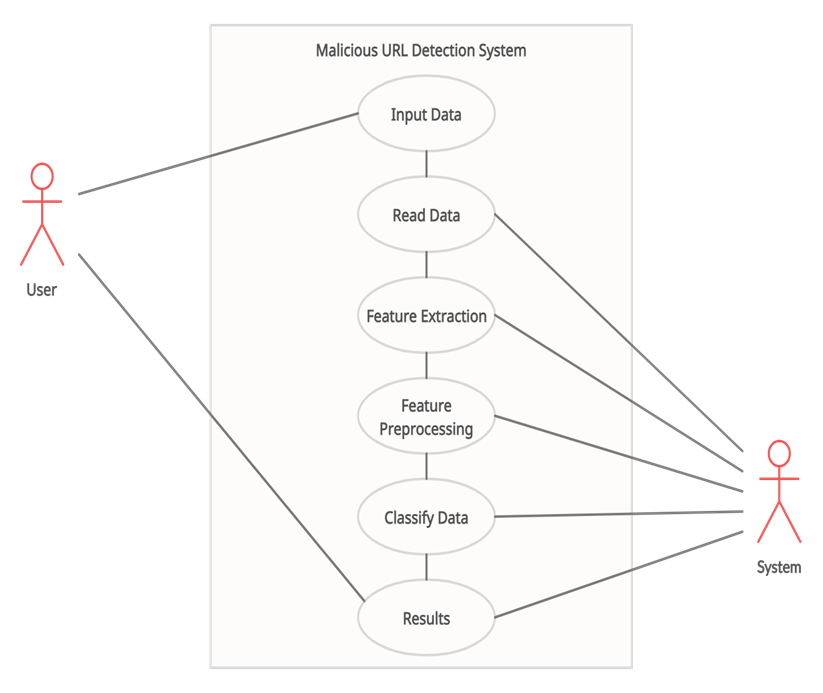 Malicious URL Detection System
Input Data
Read Data
Feature Extraction
Feature
Preprocessing
Classify Data
Results
User
System